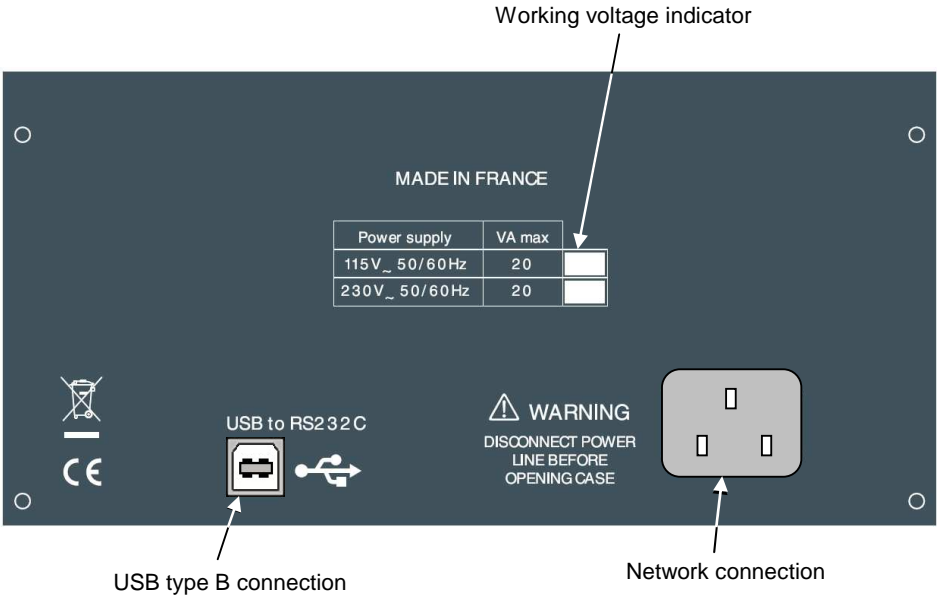 Working voltage indicator
MADE IN FRANCE
Power supply VA max
115V~ 50/60Hz 20
230V~ 50/60Hz 20
USB to RS232C
CE
⚠ WARNING
DISCONNECT POWER
LINE BEFORE
OPENING CASE
USB type B connection
Network connection